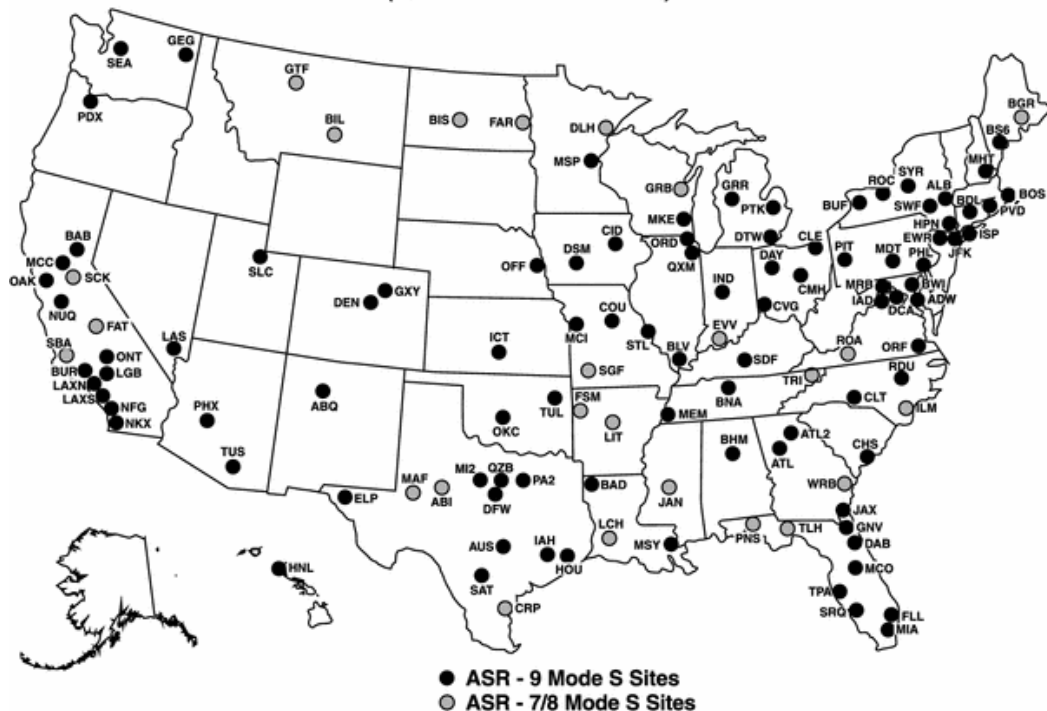 SEA
GEG
GTF
PDX
BIL
BIS
FAR
DLH
MSP
GRB
MKE
GRR
PTK
DTW
ORD
QXM
BGR
BS6
MHT
SYR
ROC
ALB
BUF
SWF
BDL
BOS
PVD
HPN
EWR
ISP
JFK
CLE
PIT
MDT
PHL
DAY
CMH
MRB
BWI
IAD
DCA
ADW
BAB
MCC
OAK
SCK
NUQ
FAT
SBA
ONT
BUR
LGB
LAXN
LAXS
NFG
NKX
LAS
SLC
DEN
GXY
OFF
DSM
CID
IND
CVG
EVV
ICT
MCI
COU
STL
BLV
SDF
ROA
ORF
SGF
TRI
RDU
PHX
TUS
ABQ
TUL
OKC
FSM
LIT
MEM
BNA
CLT
ILM
ELP
MAF
ABI
MI2
QZB
PA2
DFW
BAD
JAN
BHM
ATL2
ATL
CHS
WRB
AUS
IAH
HOU
SAT
CRP
LCH
MSY
PNS
TLH
JAX
GNV
DAB
MCO
TPA
SRQ
FLL
MIA
HNL
ASR - 9 Mode S Sites
ASR - 7/8 Mode S Sites